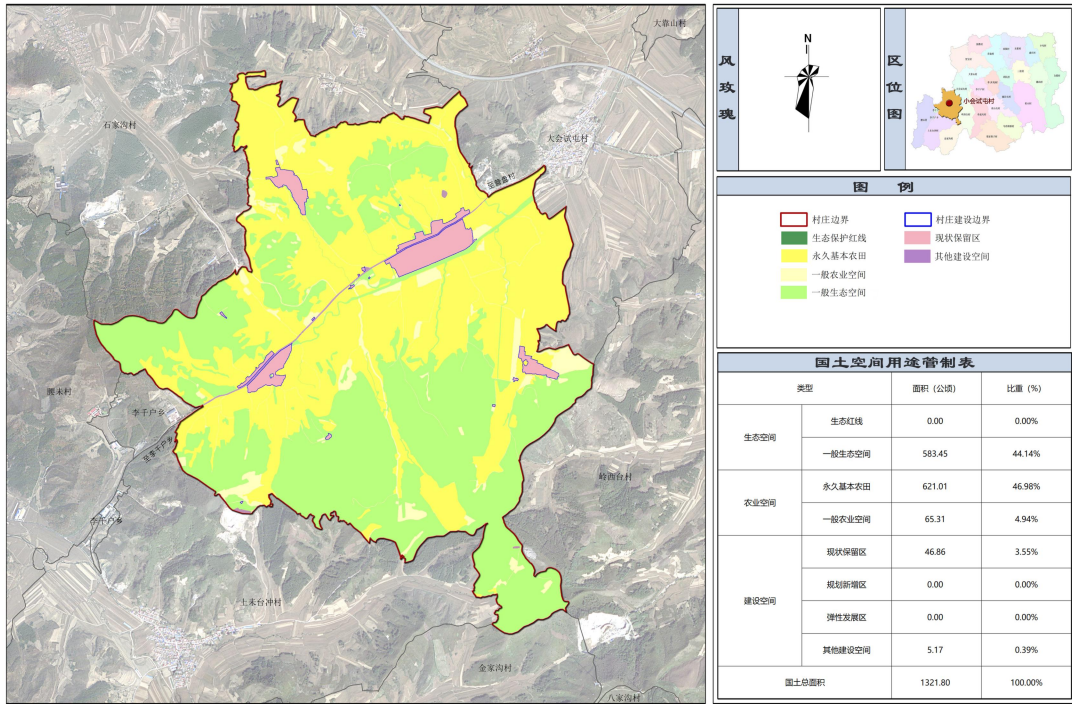 大靠山村
石家沟村
大会试屯村
至曾盘村
腰未村
李千户乡
至李千户乡
李千户乡
岭西台村
上未台冲村
金家沟村
八家沟村
风玫瑰
N
区位图
小会试屯村
图 例
村庄边界
村庄建设边界
生态保护红线
现状保留区
永久基本农田
其他建设空间
一般农业空间
一般生态空间
国土空间用途管制表
类型 面积（公顷） 比重（%）
生态空间 生态红线 0.00 0.00%
一般生态空间 583.45 44.14%
农业空间 永久基本农田 621.01 46.98%
一般农业空间 65.31 4.94%
建设空间 现状保留区 46.86 3.55%
规划新增区 0.00 0.00%
弹性发展区 0.00 0.00%
其他建设空间 5.17 0.39%
国土总面积 1321.80 100.00%